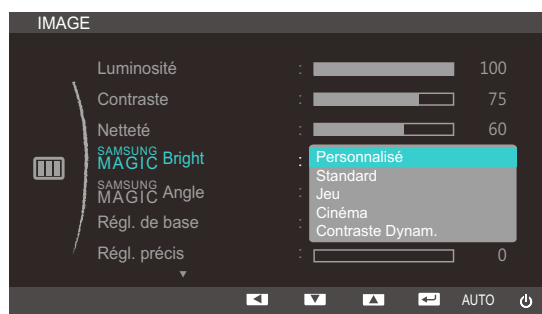 IMAGE
Luminosité : 100
Contraste : 75
Netteté : 60
SAMSUNG MAGIC Bright : Personnalisé
Standard
SAMSUNG MAGIC Angle : Jeu
Cinéma
Régl. de base : Contraste Dynam.
Régl. précis : 0
AUTO